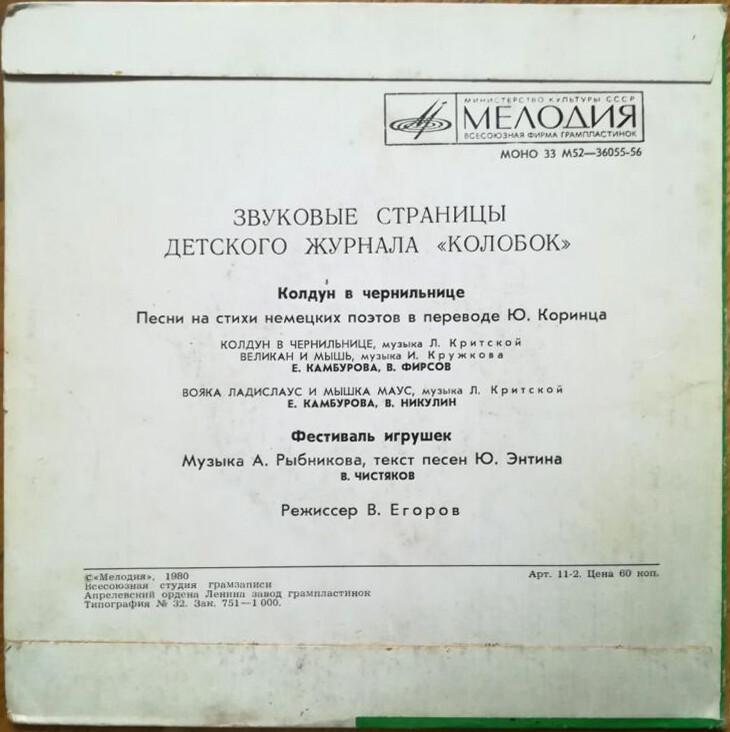 МИНИСТЕРСТВО КУЛЬТУРЫ СССР
МЕЛОДИЯ
ВСЕСОЮЗНАЯ ФИРМА ГРАМПЛАСТИНОК
МОНО 33 М52—36055-56
ЗВУКОВЫЕ СТРАНИЦЫ
ДЕТСКОГО ЖУРНАЛА «КОЛОБОК»
Колдун в чернильнице
Песни на стихи немецких поэтов в переводе Ю. Коринца
КОЛДУН В ЧЕРНИЛЬНИЦЕ, музыка Л. Критской
ВЕЛИКАН И МЫШЬ, музыка И. Кружкова
Е. КАМБУРОВА, В. ФИРСОВ
ВОЯКА ЛАДИСЛАУС И МЫШКА МАУС, музыка Л. Критской
Е. КАМБУРОВА, В. НИКУЛИН
Фестиваль игрушек
Музыка А. Рыбникова, текст песен Ю. Энтина
В. ЧИСТЯКОВ
Режиссер В. Егоров
с«Мелодия», 1980
Всесоюзная студия грамзаписи
Апрелевский ордена Ленина завод грампластинок
Типография № 32. Зак. 751—1 000.
Арт. 11-2. Цена 60 коп.